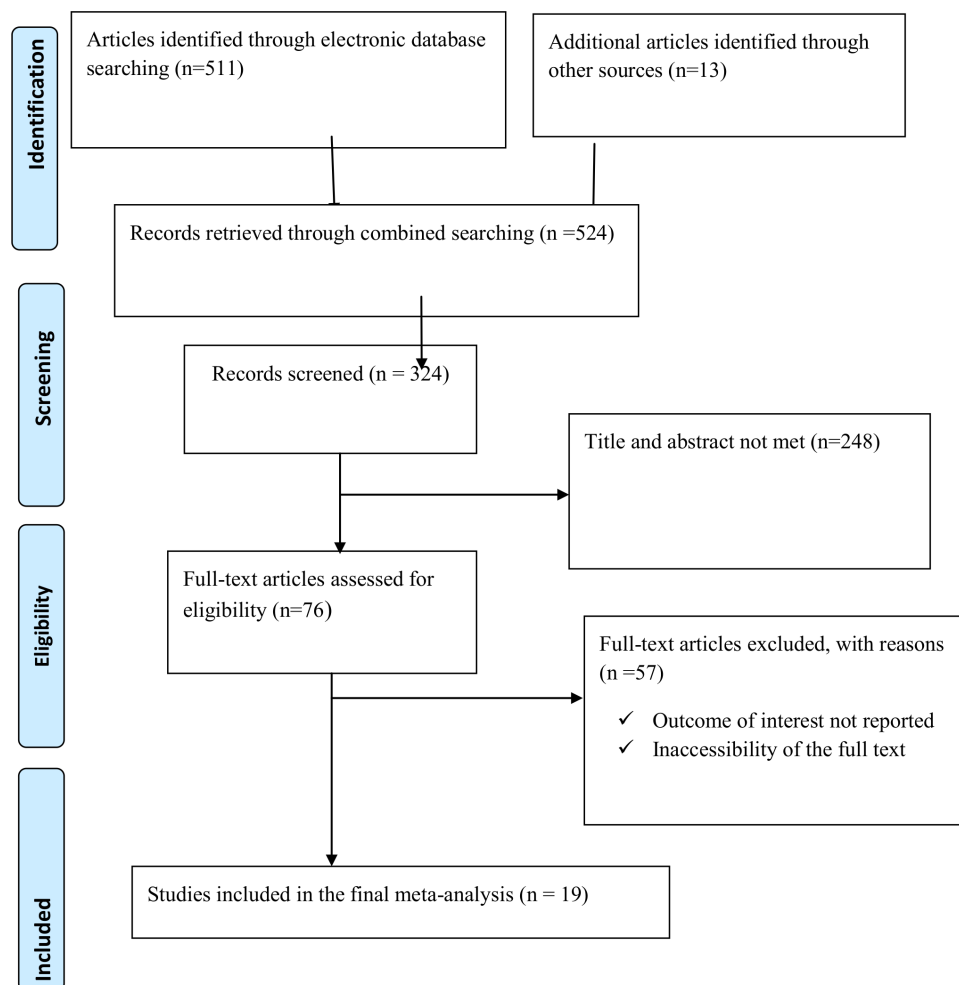 Identification
Articles identified through electronic database
searching (n=511)
Additional articles identified through
other sources (n=13)
Records retrieved through combined searching (n =524)
Screening
Records screened (n = 324)
Title and abstract not met (n=248)
Eligibility
Full-text articles assessed for
eligibility (n=76)
Full-text articles excluded, with reasons
(n =57)
✓ Outcome of interest not reported
✓ Inaccessibility of the full text
Included
Studies included in the final meta-analysis (n = 19)